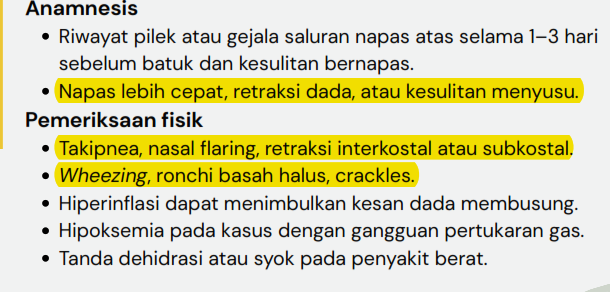 Anamnesis
• Riwayat pilek atau gejala saluran napas atas selama 1–3 hari
sebelum batuk dan kesulitan bernapas.
• Napas lebih cepat, retraksi dada, atau kesulitan menyusu.
Pemeriksaan fisik
• Takipnea, nasal flaring, retraksi interkostal atau subkostal.
• Wheezing, ronchi basah halus, crackles.
• Hiperinflasi dapat menimbulkan kesan dada membusung.
• Hipoksemia pada kasus dengan gangguan pertukaran gas.
• Tanda dehidrasi atau syok pada penyakit berat.